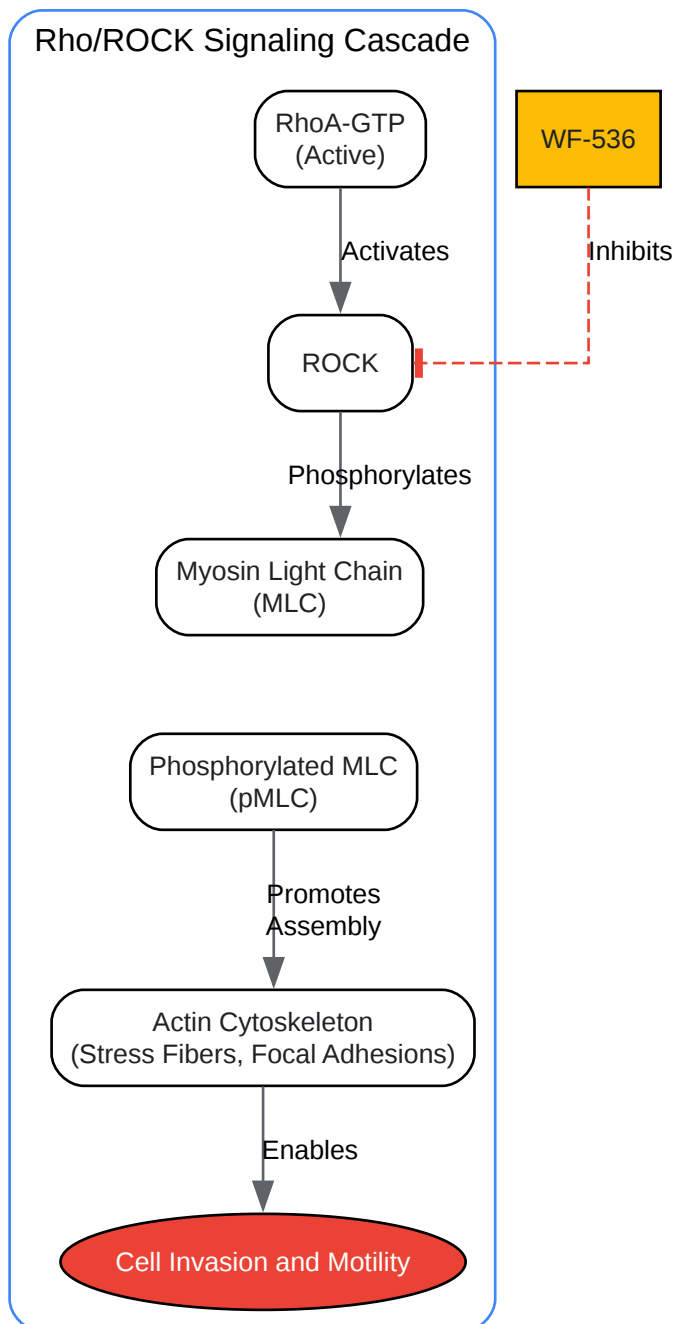 Rho/ROCK Signaling Cascade
RhoA-GTP
(Active)
WF-536
Activates
Inhibits
ROCK
Phosphorylates
Myosin Light Chain
(MLC)
Phosphorylated MLC
(pMLC)
Promotes
Assembly
Actin Cytoskeleton
(Stress Fibers, Focal Adhesions)
Enables
Cell Invasion and Motility